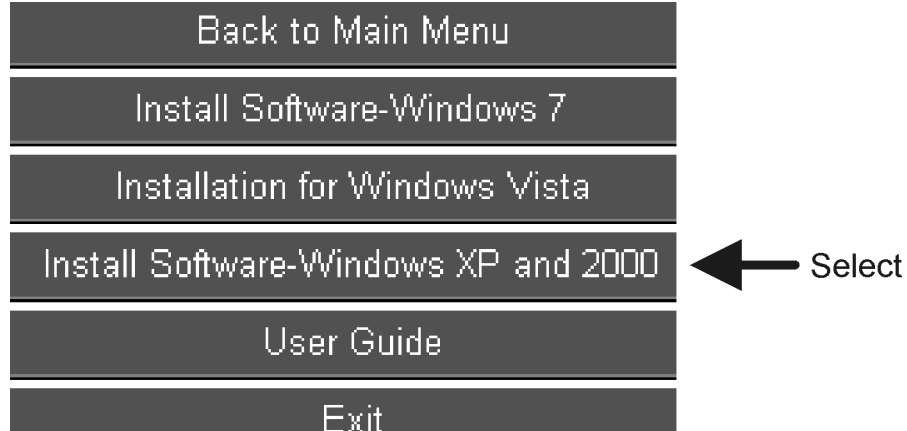 Back to Main Menu
Install Software-Windows 7
Installation for Windows Vista
Install Software-Windows XP and 2000
Select
User Guide
Exit